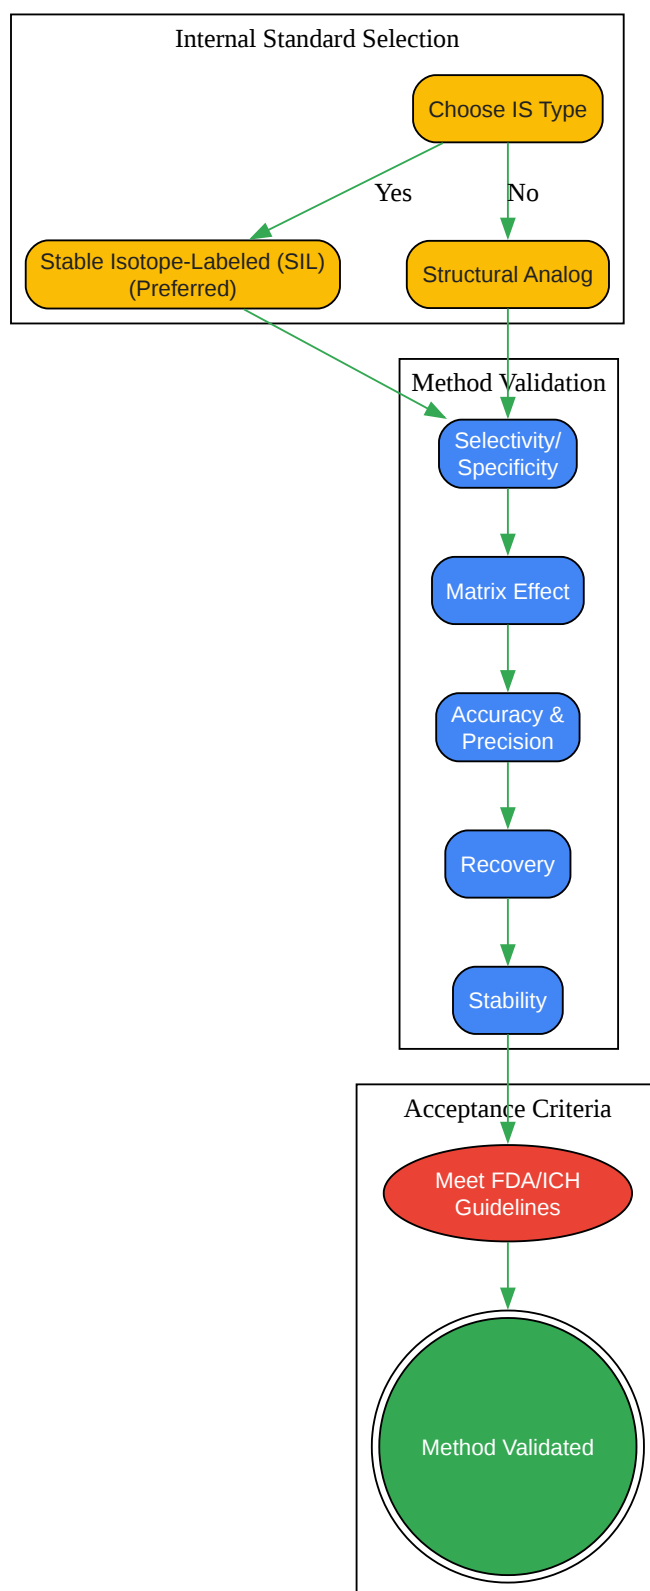 Internal Standard Selection
Choose IS Type
Yes
No
Stable Isotope-Labeled (SIL)
(Preferred)
Structural Analog
Method Validation
Selectivity/
Specificity
Matrix Effect
Accuracy &
Precision
Recovery
Stability
Acceptance Criteria
Meet FDA/ICH
Guidelines
Method Validated